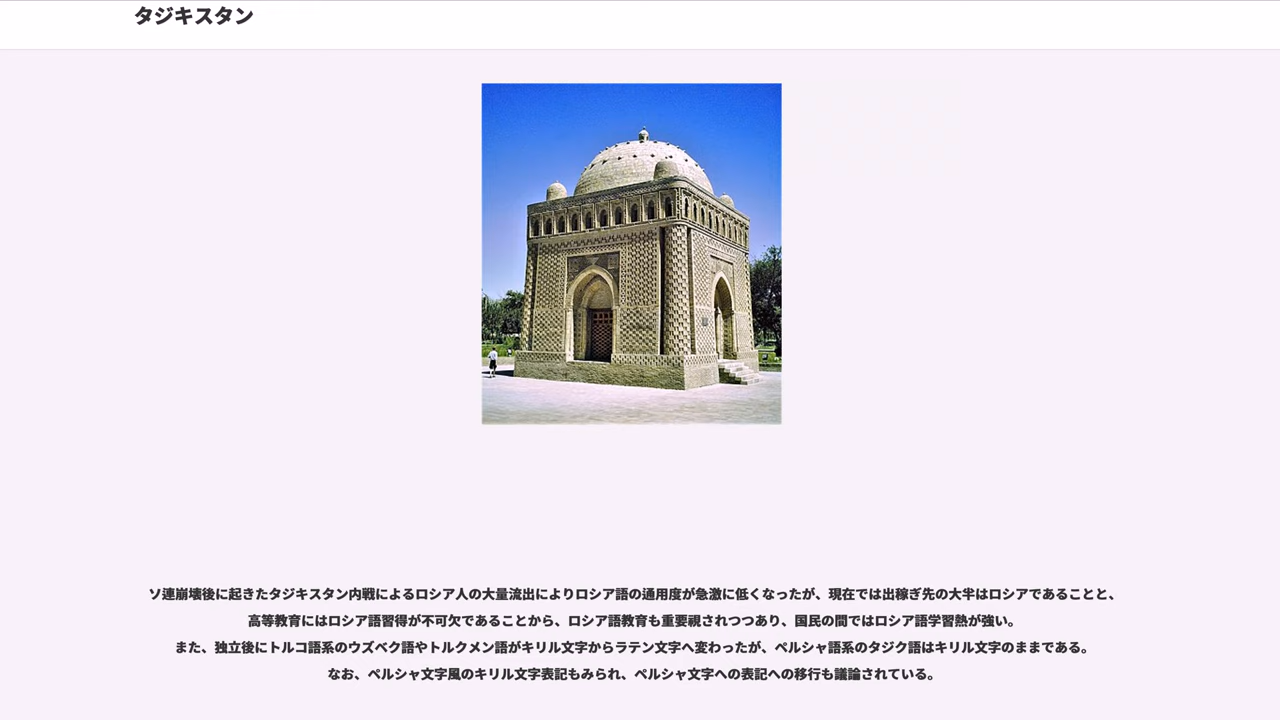 タジキスタン
ソ連崩壊後に起きたタジキスタン内戦によるロシア人の大量流出によりロシア語の通用度が急激に低くなったが、現在では出稼ぎ先の大半はロシアであることと、
高等教育にはロシア語習得が不可欠であることから、ロシア語教育も重要視されつつあり、国民の間ではロシア語学習熱が強い。
また、独立後にトルコ語系のウズベク語やトルクメン語がキリル文字からラテン文字へ変わったが、ペルシャ語系のタジク語はキリル文字のままである。
なお、ペルシャ文字風のキリル文字表記もみられ、ペルシャ文字への表記への移行も議論されている。